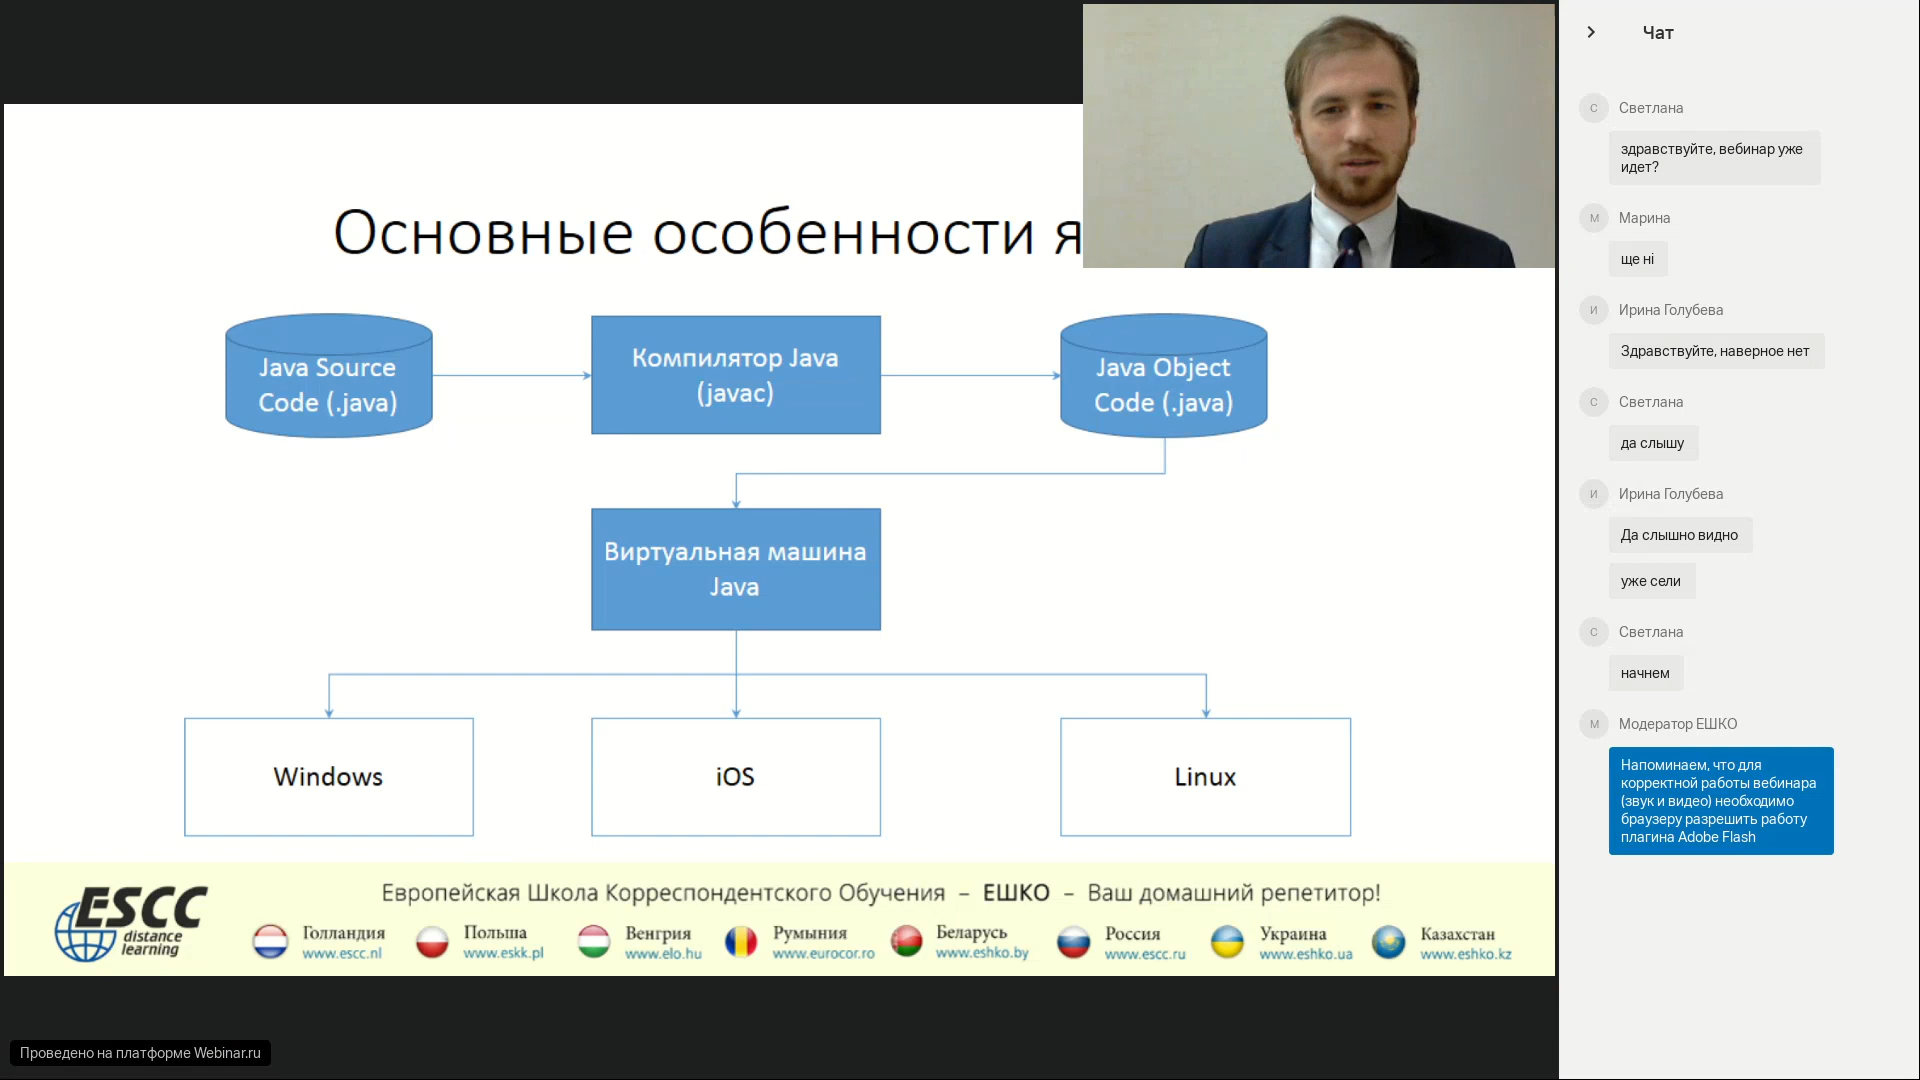 Основные особенности я
Java Source
Code (.java)
Компилятор Java
(javac)
Java Object
Code (.java)
Виртуальная машина
Java
Windows
iOS
Linux
ESCC
distance
learning
Европейская Школа Корреспондентского Обучения – ЕШКО – Ваш домашний репетитор!
Голландия
www.escc.nl
Польша
www.eskk.pl
Венгрия
www.elo.hu
Румыния
www.eurocor.ro
Беларусь
www.eshko.by
Россия
www.escc.ru
Украина
www.eshko.ua
Казахстан
www.eshko.kz
Проведено на платформе Webinar.ru
Чат
С
Светлана
здравствуйте, вебинар уже
идет?
М
Марина
ще ні
И
Ирина Голубева
Здравствуйте, наверное нет
С
Светлана
да слышу
И
Ирина Голубева
Да слышно видно
уже сели
С
Светлана
начнем
М
Модератор ЕШКО
Напоминаем, что для
корректной работы вебинара
(звук и видео) необходимо
браузеру разрешить работу
плагина Adobe Flash